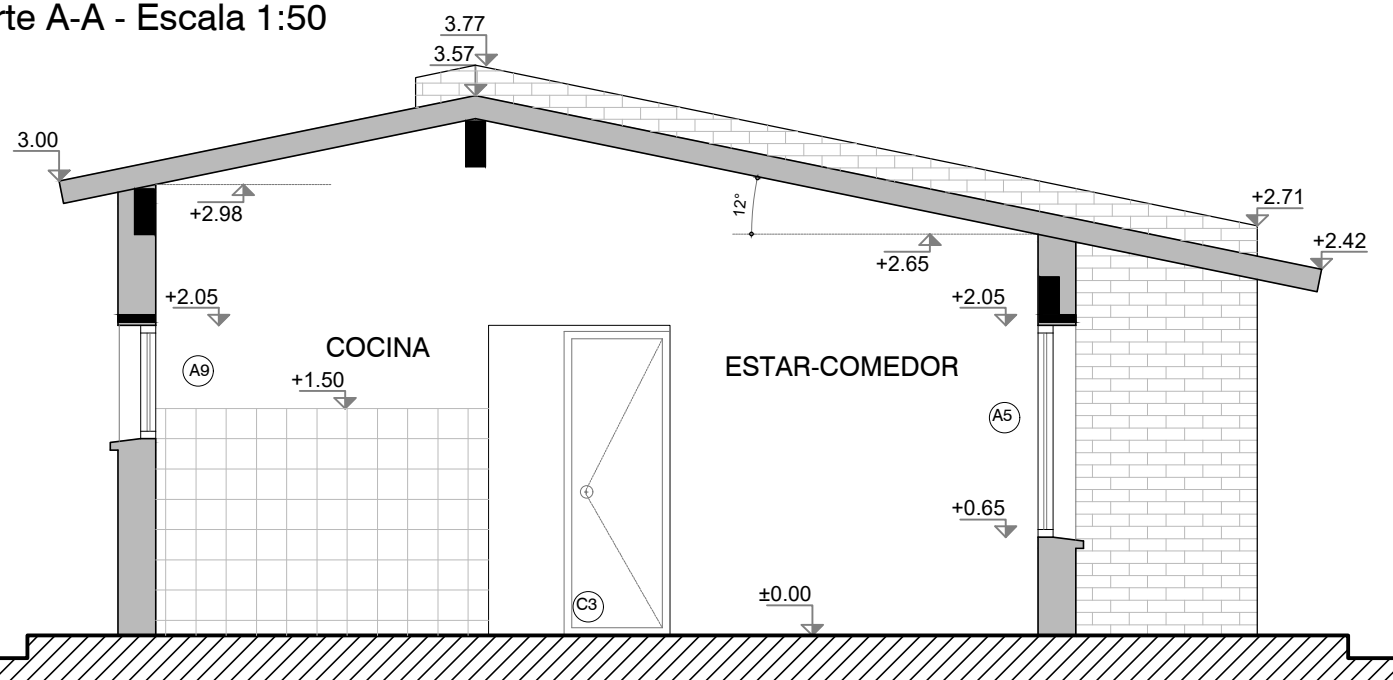 rte A-A - Escala 1:50
3.77
3.57
3.00
+2.98
12°
+2.71
+2.42
+2.65
+2.05
+2.05
COCINA
ESTAR-COMEDOR
A9
+1.50
A5
+0.65
±0.00
C3